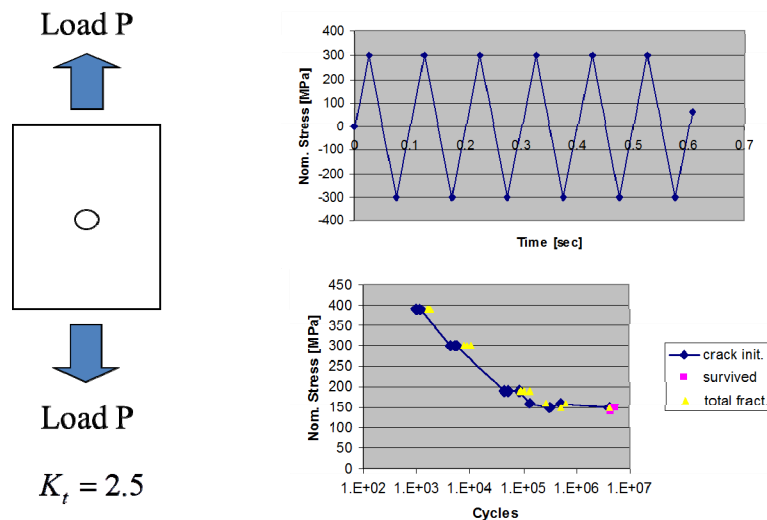 Load P
Load P
K_t = 2.5
Nom. Stress [MPa]
400
300
200
100
0
-100
-200
-300
-400
0 0.1 0.2 0.3 0.4 0.5 0.6 0.7
Time [sec]
Nom. Stress [MPa]
450
400
350
300
250
200
150
100
50
0
1.E+02 1.E+03 1.E+04 1.E+05 1.E+06 1.E+07
Cycles
crack init.
survived
total fract.